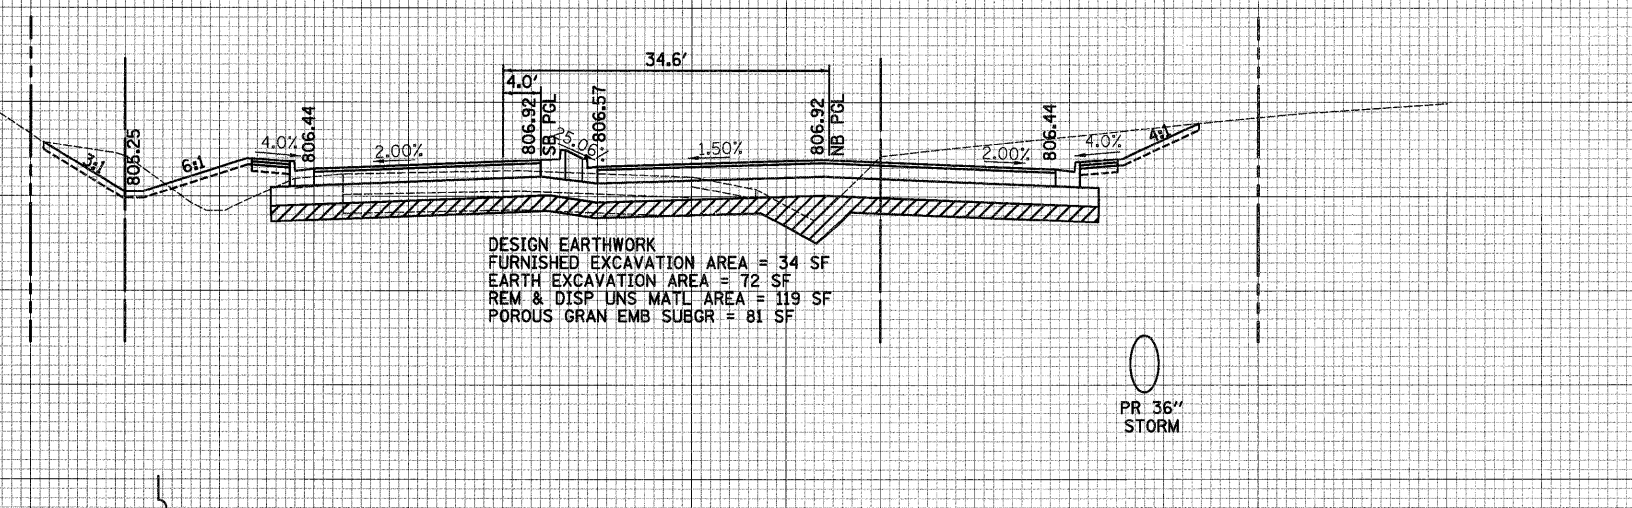 34.6'
4.0'
806.92
SB PGL
806.57
806.92
NB PGL
805.25
806.44
806.44
3:1
6:1
4.0%
2.00%
25.06%
1.50%
2.00%
4.0%
4:1
DESIGN EARTHWORK
FURNISHED EXCAVATION AREA = 34 SF
EARTH EXCAVATION AREA = 72 SF
REM & DISP UNS MATL AREA = 119 SF
POROUS GRAN EMB SUBGR = 81 SF
PR 36"
STORM